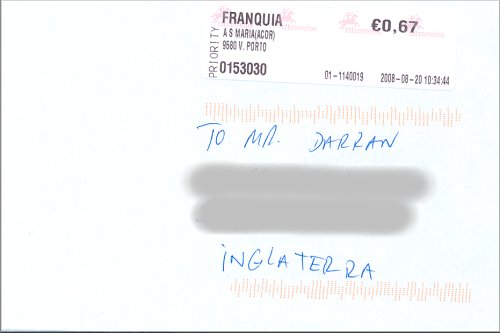 FRANQUIA
A S MARIA(ACOR)
9580 V. PORTO
PRIORITY
0153030
€0,67
01-1140019 2008-08-20 10:34:44
TO MR. DARRAN
INGLATERRA